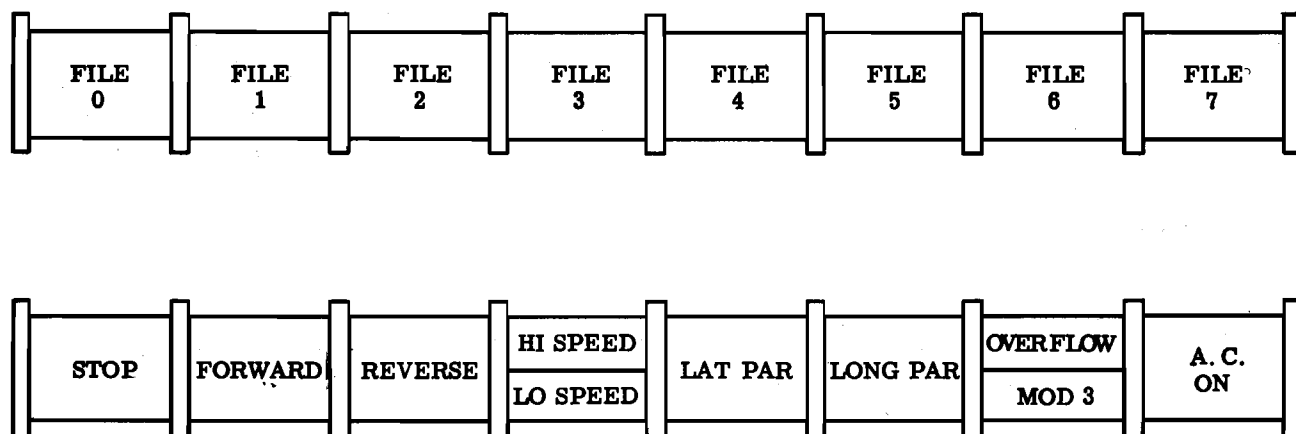 FILE 0
FILE 1
FILE 2
FILE 3
FILE 4
FILE 5
FILE 6
FILE 7
STOP
FORWARD
REVERSE
HI SPEED
LO SPEED
LAT PAR
LONG PAR
OVERFLOW
MOD 3
A. C.
ON